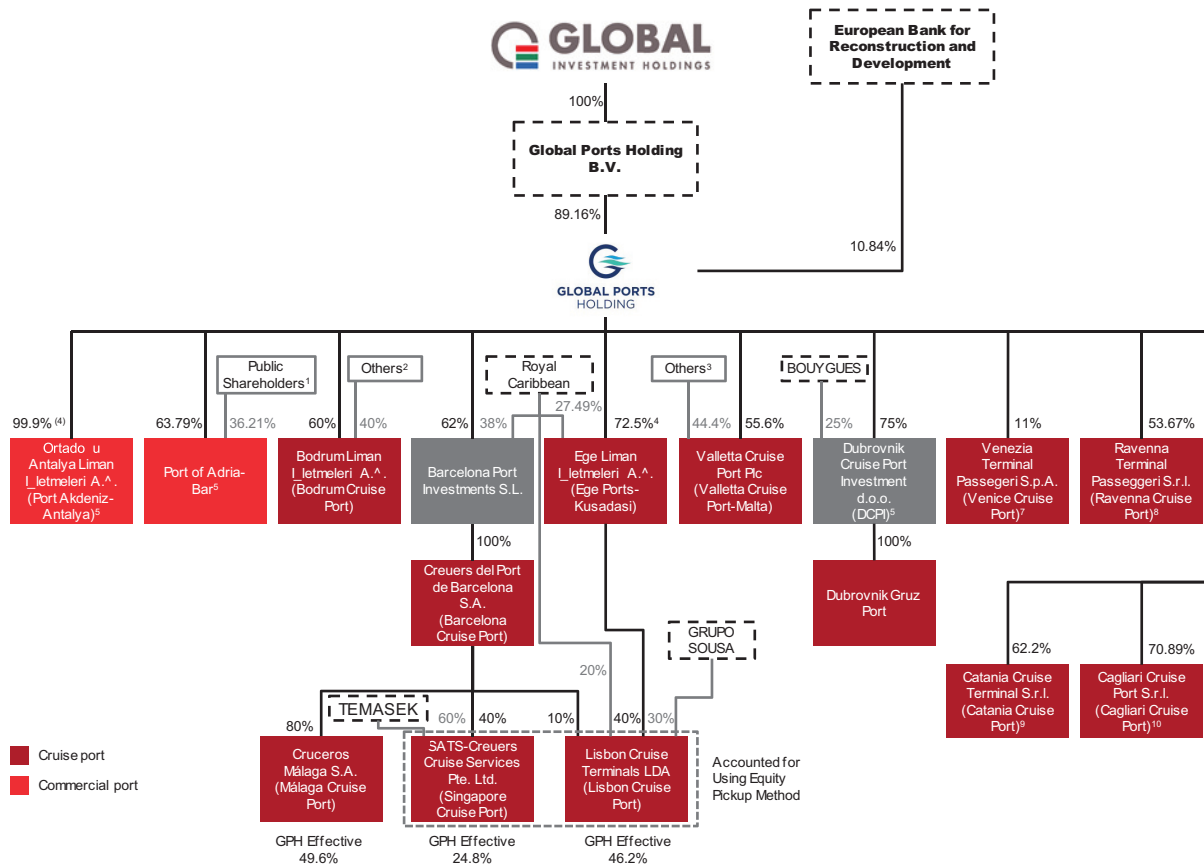 GLOBAL
INVESTMENT HOLDINGS
European Bank for
Reconstruction and
Development
100%
Global Ports Holding
B.V.
89.16%
10.84%
GLOBAL PORTS
HOLDING
Public
Shareholders1
Others2
Royal
Caribbean
Others3
BOUYGUES
27.49%
99.9% (4)
63.79%
36.21%
60%
40%
62%
38%
72.5%4
44.4%
55.6%
25%
75%
11%
53.67%
Ortado u
Antalya Liman
I_letmeleri A.^.
(Port Akdeniz-
Antalya)5
Port of Adria-
Bar5
Bodrum Liman
I_letmeleri A.^.
(Bodrum Cruise
Port)
Barcelona Port
Investments S.L.
Ege Liman
I_letmeleri A.^.
(Ege Ports-
Kusadasi)
Valletta Cruise
Port Plc
(Valletta Cruise
Port-Malta)
Dubrovnik
Cruise Port
Investment
d.o.o.
(DCPI)5
Venezia
Terminal
Passegeri S.p.A.
(Venice Cruise
Port)7
Ravenna
Terminal
Passeggeri S.r.l.
(Ravenna Cruise
Port)8
100%
100%
Creuers del Port
de Barcelona
S.A.
(Barcelona
Cruise Port)
Dubrovnik Gruz
Port
GRUPO
SOUSA
62.2%
70.89%
20%
Catania Cruise
Terminal S.r.l.
(Catania Cruise
Port)9
Cagliari Cruise
Port S.r.l.
(Cagliari Cruise
Port)10
TEMASEK
80%
60%
40%
10%
40%
30%
Cruise port
Commercial port
Cruceros
Málaga S.A.
(Málaga Cruise
Port)
SATS-Creuers
Cruise Services
Pte. Ltd.
(Singapore
Cruise Port)
Lisbon Cruise
Terminals LDA
(Lisbon Cruise
Port)
Accounted for
Using Equity
Pickup Method
GPH Effective
49.6%
GPH Effective
24.8%
GPH Effective
46.2%